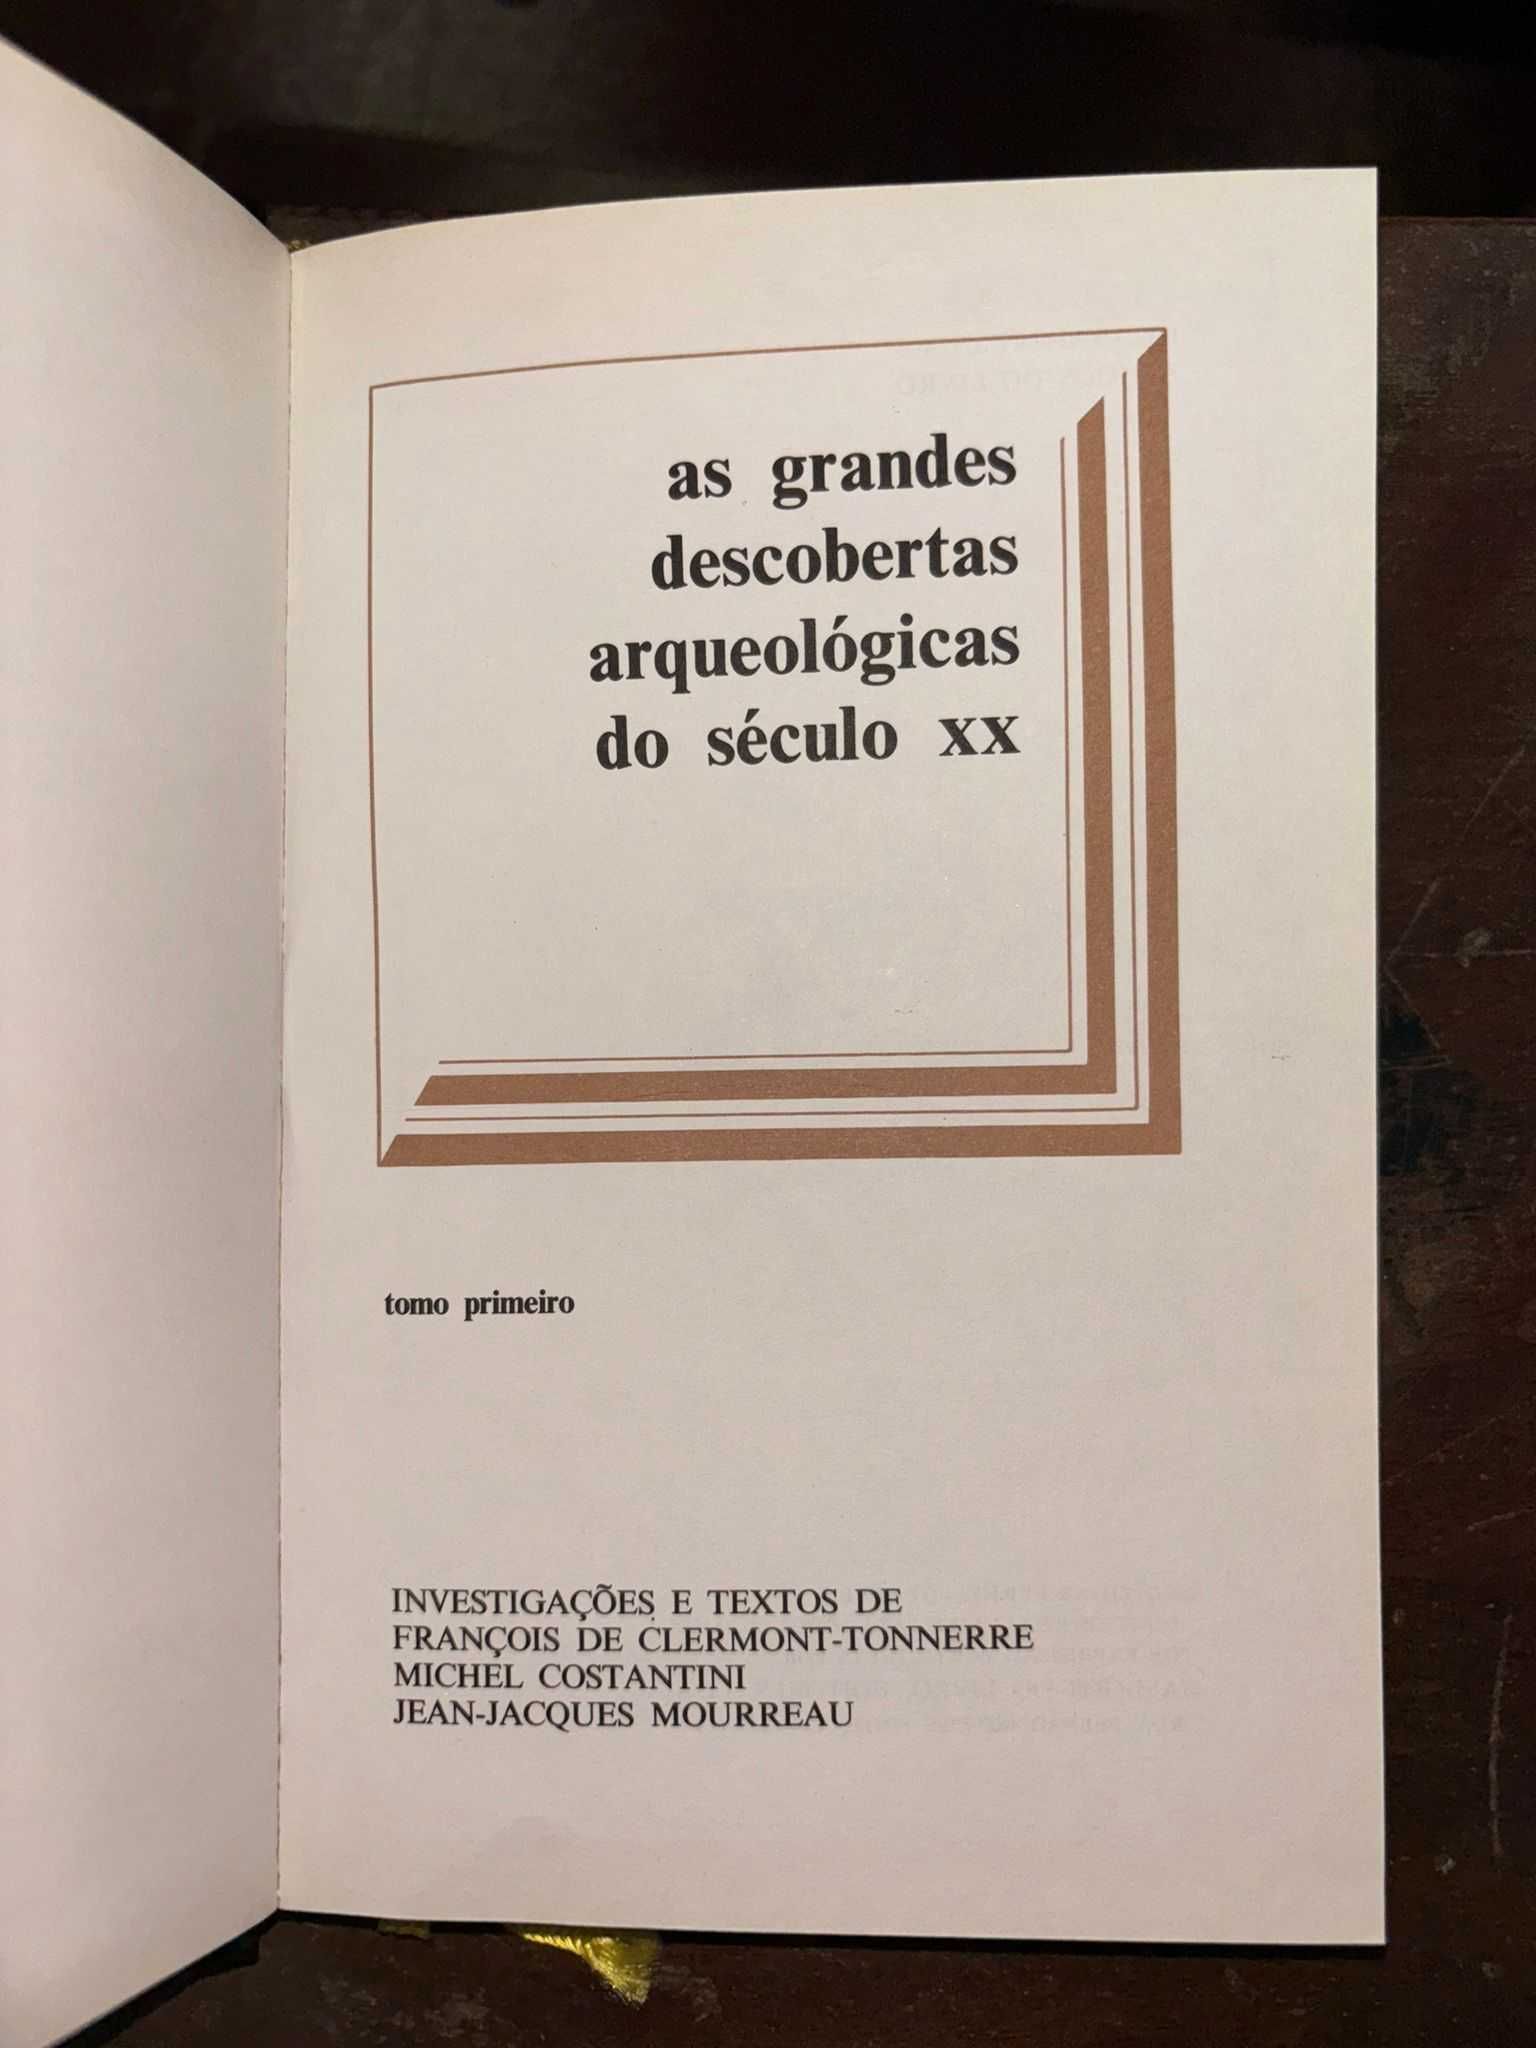 as grandes
descobertas
arqueológicas
do século xx
tomo primeiro
INVESTIGAÇÕES E TEXTOS DE
FRANÇOIS DE CLERMONT-TONNERRE
MICHEL COSTANTINI
JEAN-JACQUES MOURREAU